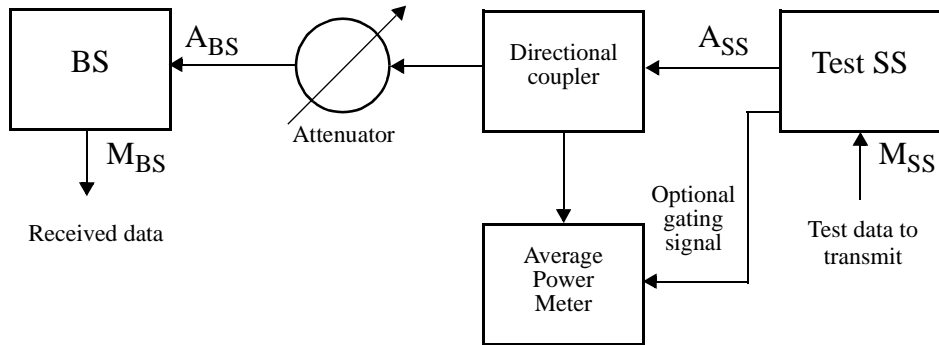 BS
A_BS
Attenuator
Directional
coupler
A_SS
Test SS
M_BS
M_SS
Received data
Optional
gating
signal
Test data to
transmit
Average
Power
Meter